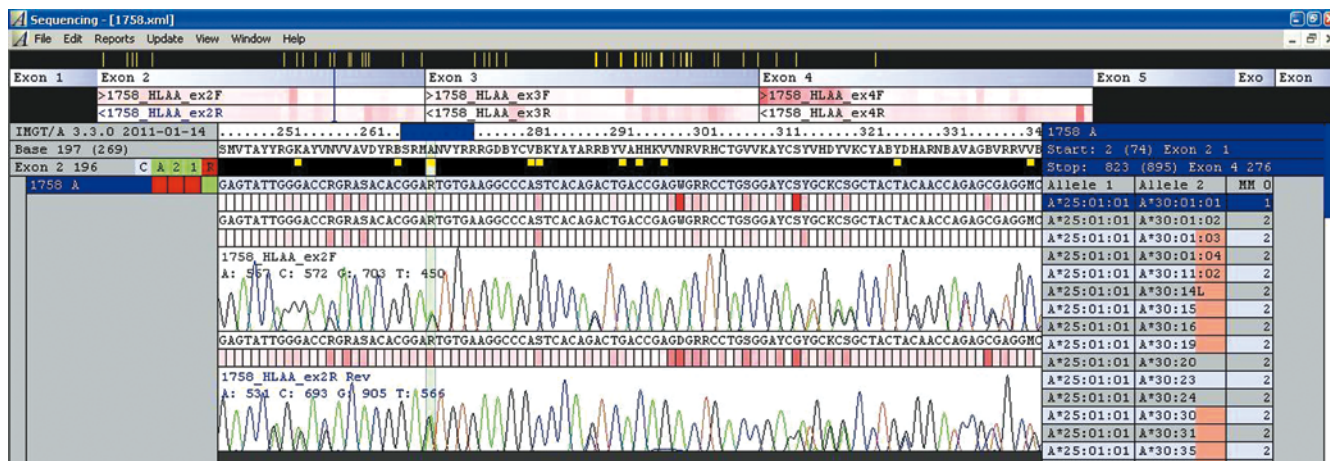 Sequencing - [1758.xml]
File Edit Reports Update View Window Help
Exon 1 Exon 2 Exon 3 Exon 4 Exon 5 Exo Exon
>1758_HLAA_ex2F >1758_HLAA_ex3F >1758_HLAA_ex4F
<1758_HLAA_ex2R <1758_HLAA_ex3R <1758_HLAA_ex4R
IMGT/A 3.3.0 2011-01-14 ......251.......261....... .......281.......291.......301.......311.......321.......331.......34
Base 197 (269)
Exon 2 196 C A 2 1 R
1758 A
GAGTATTGGGACCRGRASACACGGARTGTGAAGGCCCASTCACAGACTGACCGAGWGRRCCTGSGGAYCSYGCKCSGCTACTACAACCAGAGCGAGGMC
GAGTATTGGGACCRGRASACACGGARTGTGAAGGCCCASTCACAGACTGACCGAGWGRRCCTGSGGAYCSYGCKCSGCTACTACAACCAGAGCGAGGMC
1758_HLAA_ex2F
A: 567 C: 572 G: 703 T: 450
GAGTATTGGGACCRGRASACACGGARTGTGAAGGCCCASTCACAGACTGACCGAGDGRRCCTGSGGAYCGYGCKCSGCTACTACAACCAGAGCGAGGMC
1758_HLAA_ex2R Rev
A: 531 C: 693 G: 905 T: 566
1758 A
Start: 2 (74) Exon 2 1
Stop: 823 (895) Exon 4 276
Allele 1 Allele 2 MM 0
A*25:01:01 A*30:01:01 1
A*25:01:01 A*30:01:02 2
A*25:01:01 A*30:01:03 2
A*25:01:01 A*30:01:04 2
A*25:01:01 A*30:11:02 2
A*25:01:01 A*30:14L 2
A*25:01:01 A*30:15 2
A*25:01:01 A*30:16 2
A*25:01:01 A*30:19 2
A*25:01:01 A*30:20 2
A*25:01:01 A*30:23 2
A*25:01:01 A*30:24 2
A*25:01:01 A*30:30 2
A*25:01:01 A*30:31 2
A*25:01:01 A*30:35 2